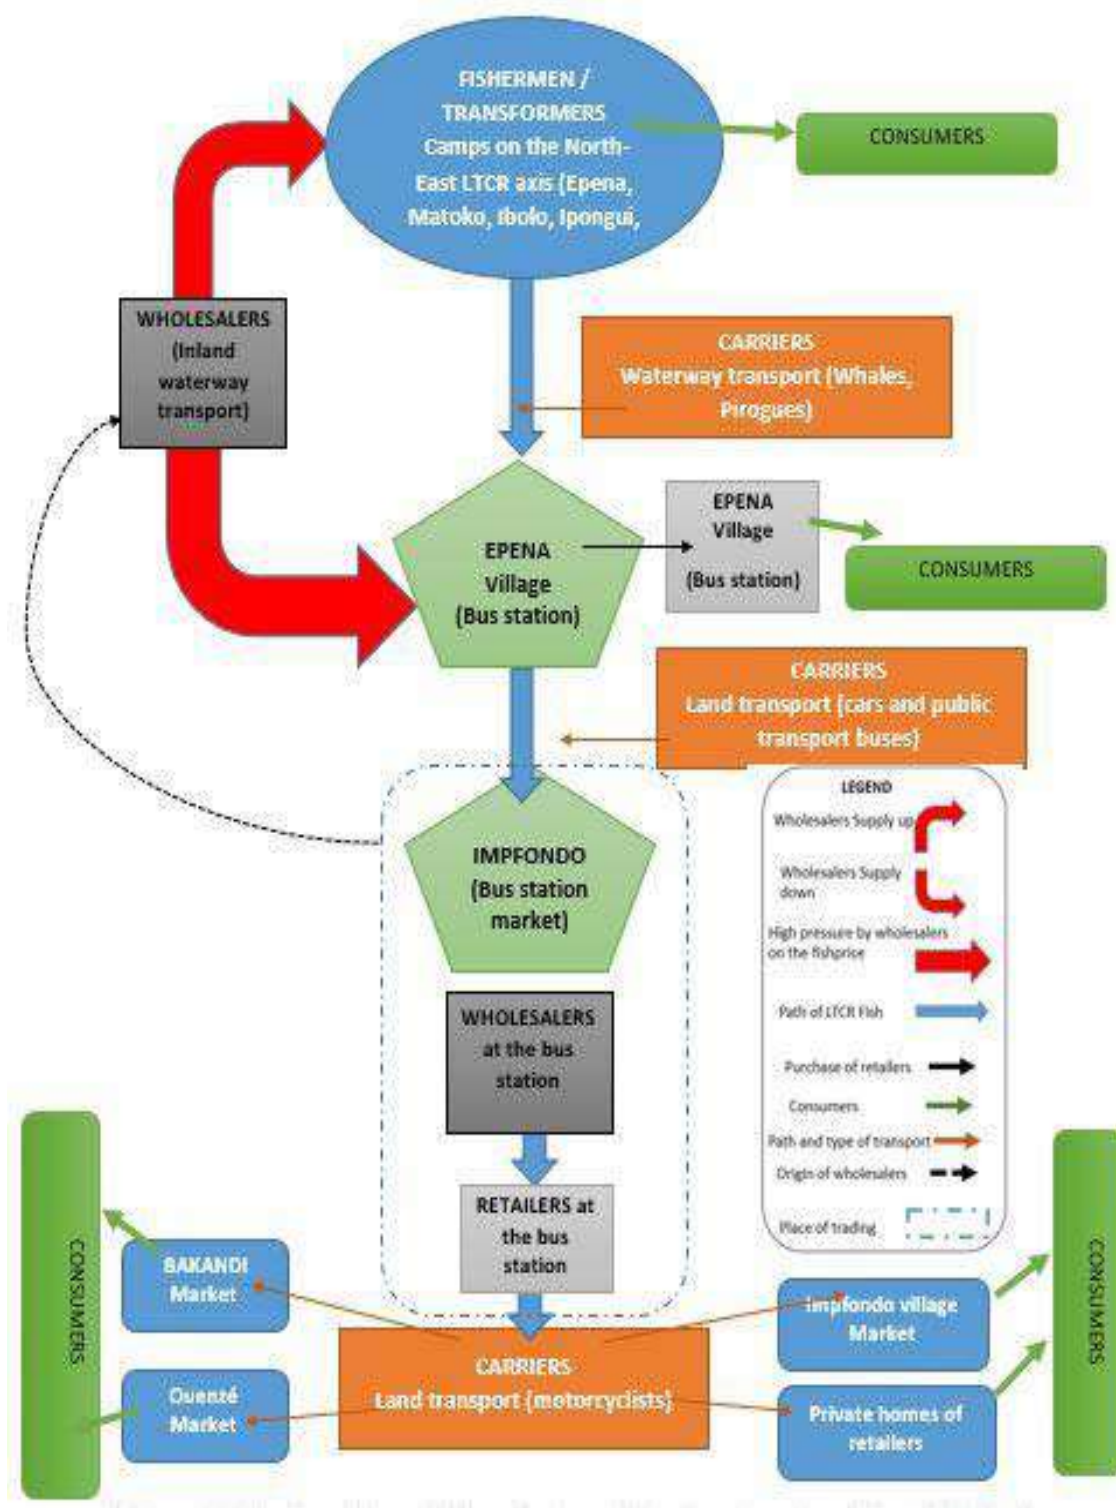 FISHERMEN /
TRANSFORMERS
Camps on the North-
East LTCR axis (Epena,
Matoko, Ibolo, Ipongui,
CONSUMERS
WHOLESALERS
(Inland
waterway
transport)
CARRIERS
Waterway transport (Whales,
Pirogues)
EPENA
Village
(Bus station)
EPENA
Village
(Bus station)
CONSUMERS
CARRIERS
Land transport (cars and public
transport buses)
IMPFONDO
(Bus station
market)
WHOLESALERS
at the bus
station
RETAILERS at
the bus
station
LEGEND
Wholesalers Supply up
Wholesalers Supply
down
High pressure by wholesalers
on the fishprice
Path of LTCR Fish
Purchase of retailers
Consumers
Path and type of transport
Origin of wholesalers
Place of trading
CONSUMERS
BAKANDI
Market
Ouenté
Market
CARRIERS
Land transport (motorcyclists)
Impfondo village
Market
Private homes of
retailers
CONSUMERS